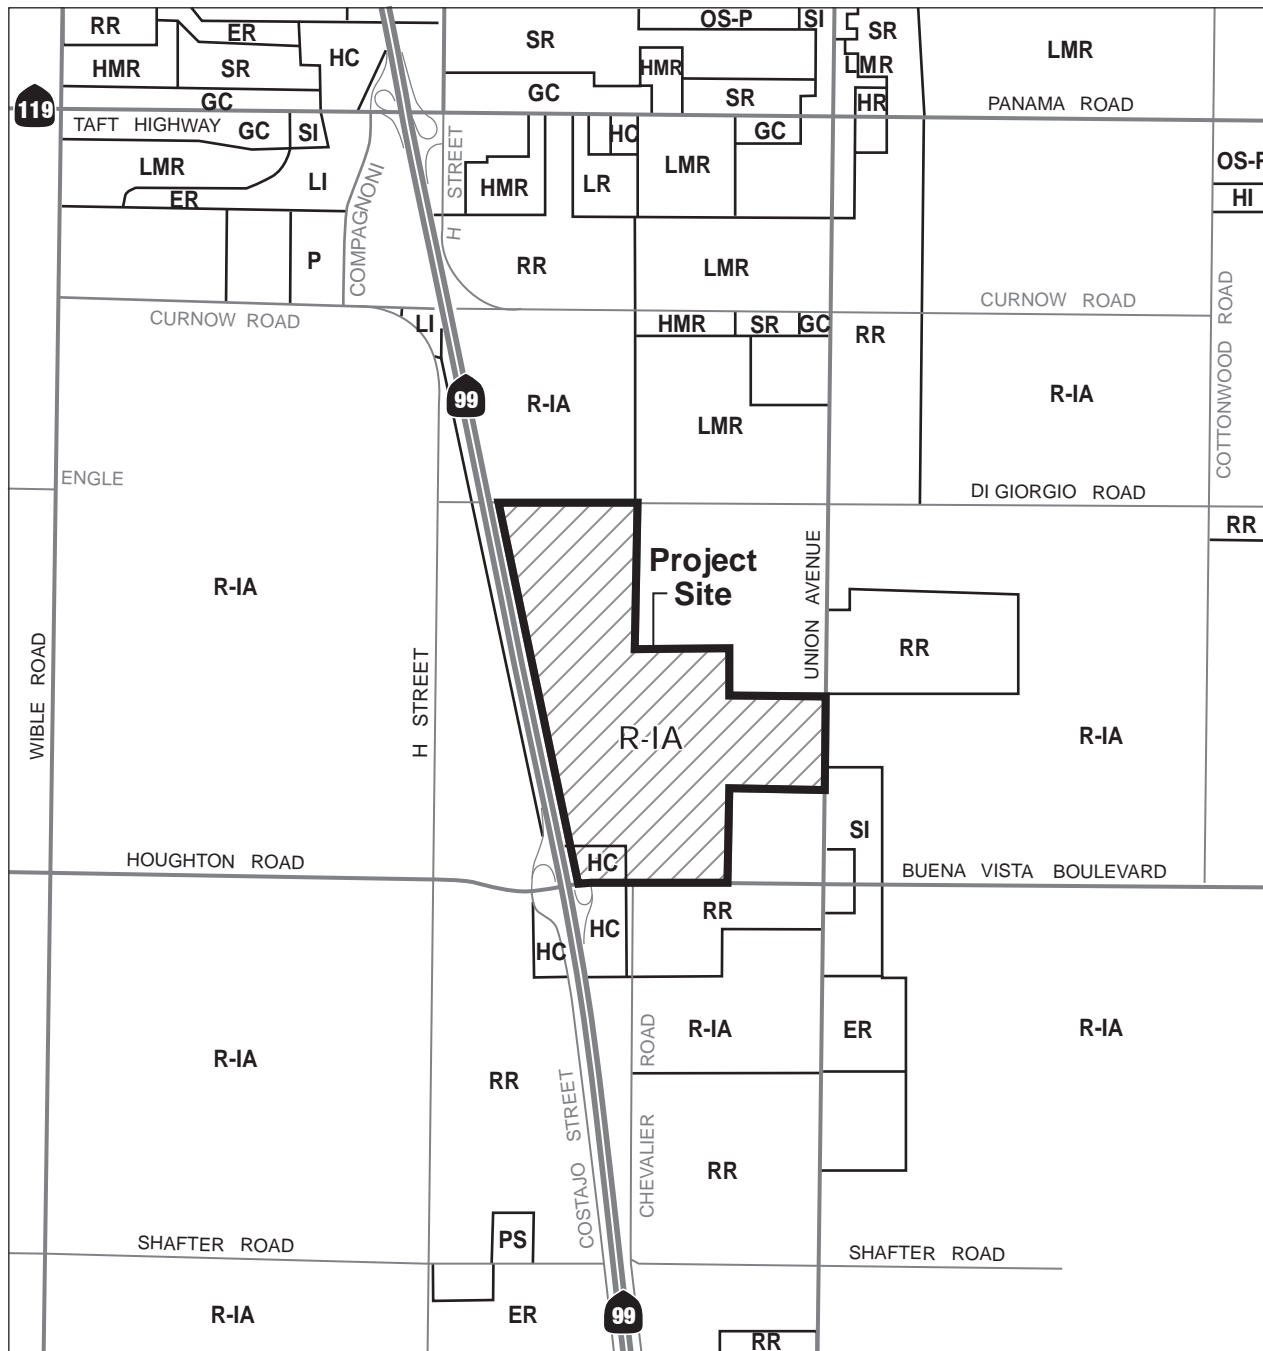 RR
ER
HC
SR
OS-P
SI
SR
LMR
HMR
SR
HMR
LMR
GC
GC
SR
HR
PANAMA ROAD
119
TAFT HIGHWAY
GC
SI
HC
GC
LMR
LI
ER
COMPAGNONI
H STREET
HMR
LR
LMR
OS-P
HI
P
RR
LMR
CURNOW ROAD
CURNOW ROAD
LI
HMR
SR
GC
RR
COTTONWOOD ROAD
99
R-IA
LMR
R-IA
ENGLE
DI GIORGIO ROAD
RR
Project
Site
UNION AVENUE
R-IA
RR
WIBLE ROAD
H STREET
R-IA
R-IA
SI
HOUGHTON ROAD
HC
BUENA VISTA BOULEVARD
RR
HC
HC
R-IA
RR
COSTAJO STREET
CHEVALIER ROAD
R-IA
ER
R-IA
RR
PS
SHAFTER ROAD
SHAFTER ROAD
R-IA
ER
99
RR